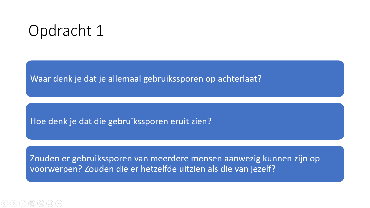 Opdracht 1
Waar denk je dat je allemaal gebruikssporen op achterlaat?
Hoe denk je dat die gebruikssporen eruit zien?
Zouden er gebruikssporen van meerdere mensen aanwezig kunnen zijn op
voorwerpen? Zouden die er hetzelfde uitzien als die van jezelf?